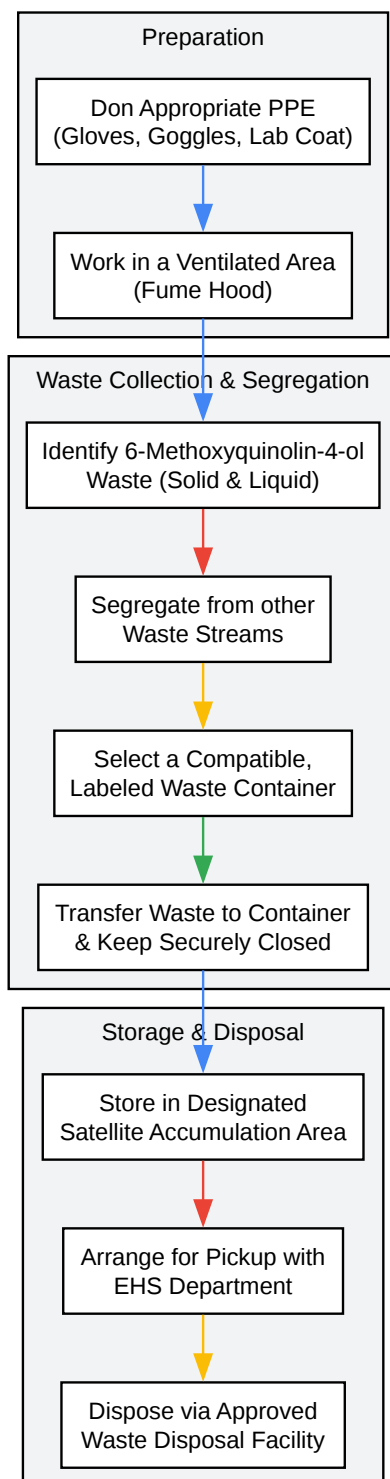 Preparation
Don Appropriate PPE
(Gloves, Goggles, Lab Coat)
Work in a Ventilated Area
(Fume Hood)
Waste Collection & Segregation
Identify 6-Methoxyquinolin-4-ol
Waste (Solid & Liquid)
Segregate from other
Waste Streams
Select a Compatible,
Labeled Waste Container
Transfer Waste to Container
& Keep Securely Closed
Storage & Disposal
Store in Designated
Satellite Accumulation Area
Arrange for Pickup with
EHS Department
Dispose via Approved
Waste Disposal Facility